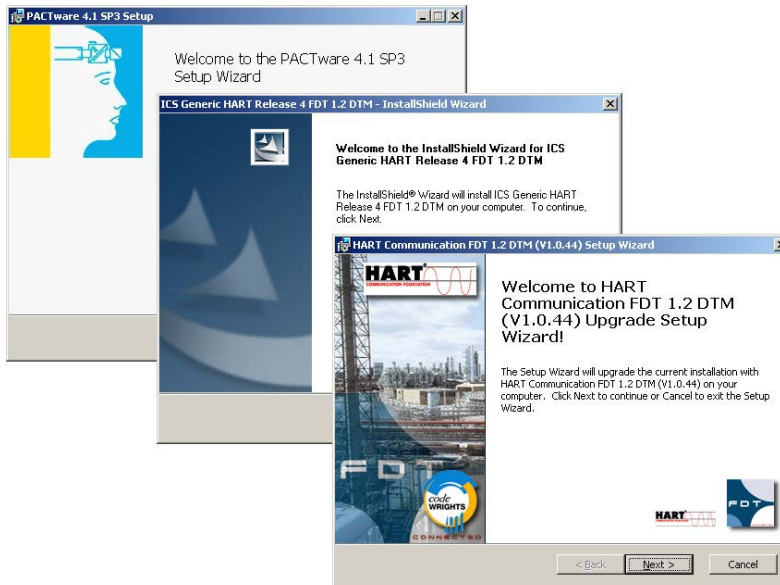 PACTware 4.1 SP3 Setup
Welcome to the PACTware 4.1 SP3
Setup Wizard
ICS Generic HART Release 4 FDT 1.2 DTM - InstallShield Wizard
Welcome to the InstallShield Wizard for ICS
Generic HART Release 4 FDT 1.2 DTM
The InstallShield® Wizard will install ICS Generic HART
Release 4 FDT 1.2 DTM on your computer. To continue,
click Next.
HART Communication FDT 1.2 DTM (V1.0.44) Setup Wizard
HART
COMMUNICATION FOUNDATION
Welcome to HART
Communication FDT 1.2 DTM
(V1.0.44) Upgrade Setup
Wizard!
The Setup Wizard will upgrade the current installation with
HART Communication FDT 1.2 DTM (V1.0.44) on your
computer. Click Next to continue or Cancel to exit the Setup
Wizard.
FDT
code
WRIGHTS
CONNECTED
HART
FDT
< Back
Next >
Cancel